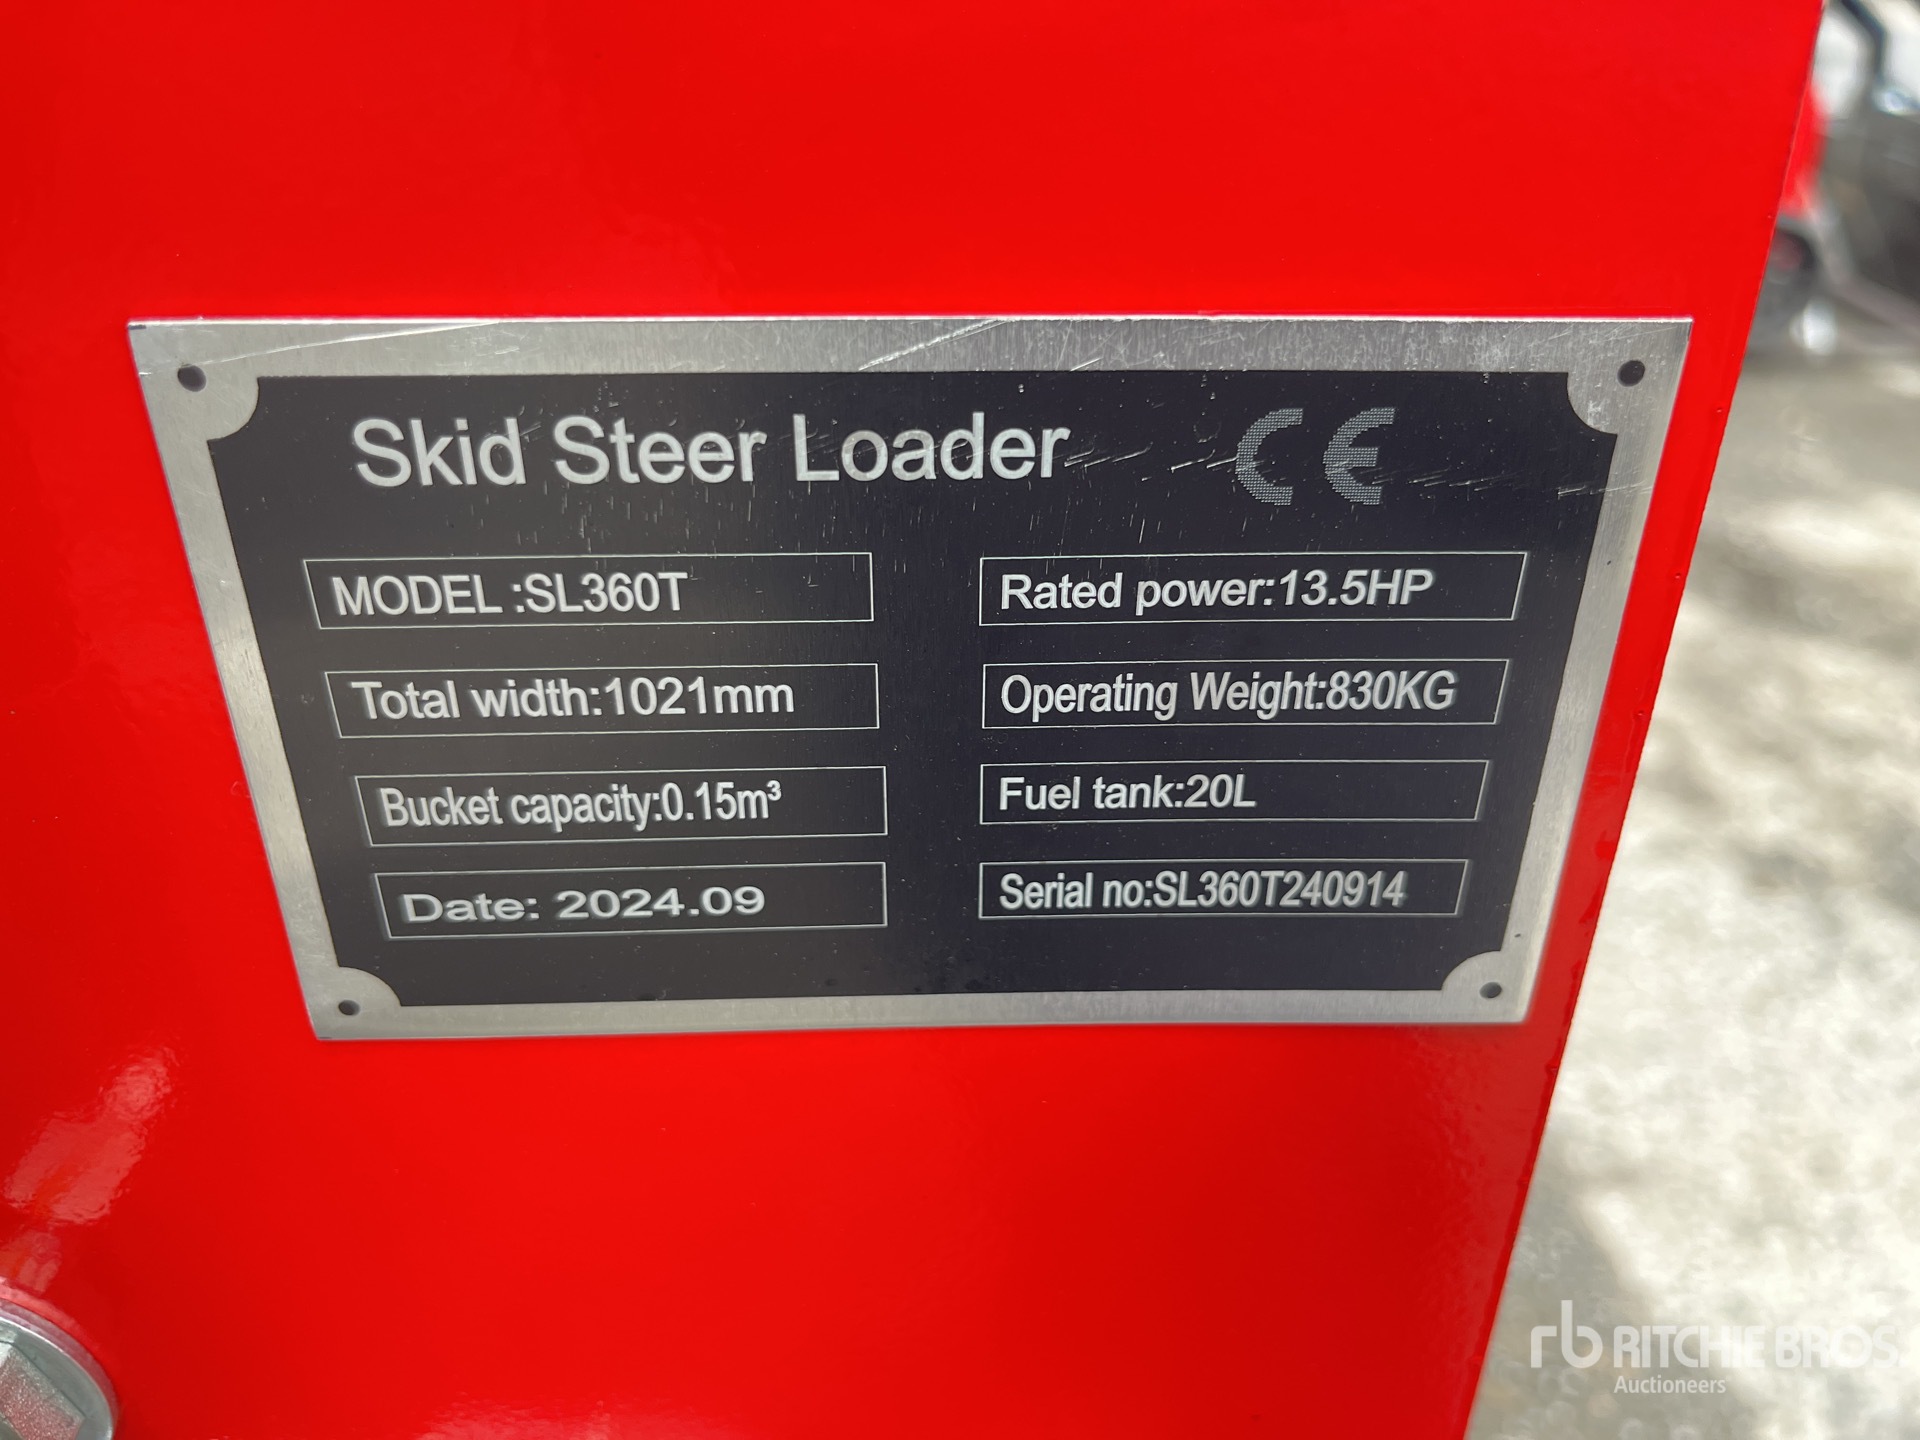 Skid Steer Loader CE
MODEL :SL360T
Rated power:13.5HP
Total width:1021mm
Operating Weight:830KG
Bucket capacity:0.15m³
Fuel tank:20L
Date: 2024.09
Serial no:SL360T240914
rb RITCHIE BROS.
Auctioneers